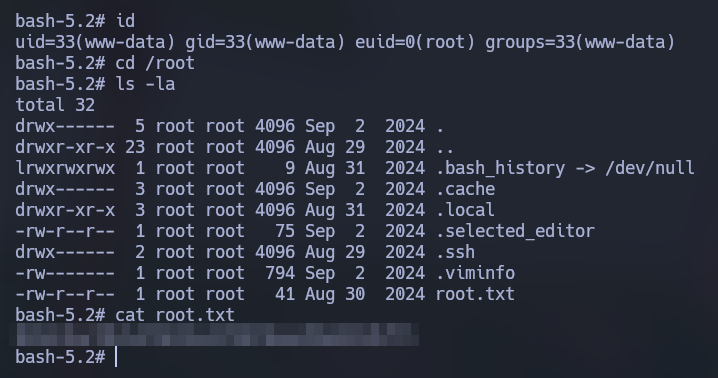 bash-5.2# id
uid=33(www-data) gid=33(www-data) euid=0(root) groups=33(www-data)
bash-5.2# cd /root
bash-5.2# ls -la
total 32
drwx------  5 root root 4096 Sep  2  2024 .
drwxr-xr-x 23 root root 4096 Aug 29  2024 ..
lrwxrwxrwx  1 root root    9 Aug 31  2024 .bash_history -> /dev/null
drwx------  3 root root 4096 Sep  2  2024 .cache
drwxr-xr-x  3 root root 4096 Aug 31  2024 .local
-rw-r--r--  1 root root   75 Sep  2  2024 .selected_editor
drwx------  2 root root 4096 Aug 29  2024 .ssh
-rw-------  1 root root  794 Sep  2  2024 .viminfo
-rw-r--r--  1 root root   41 Aug 30  2024 root.txt
bash-5.2# cat root.txt
bash-5.2#